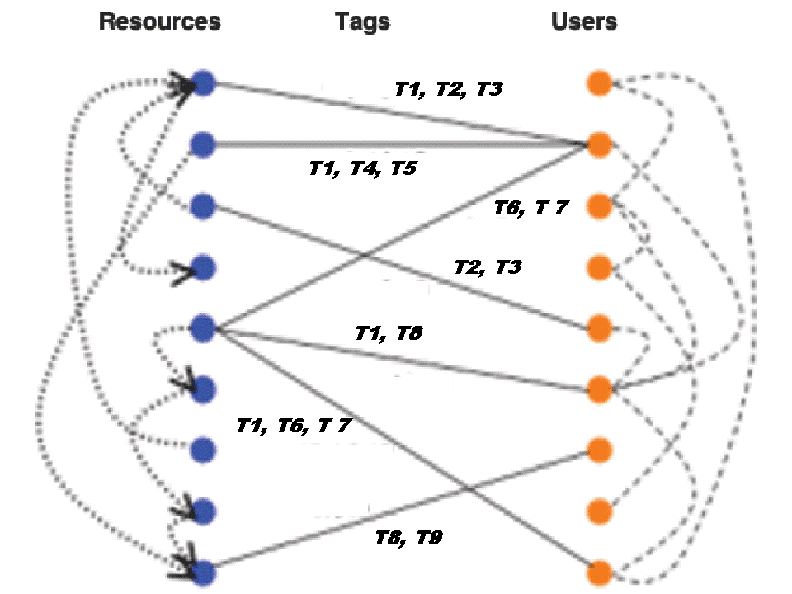 Resources Tags Users
T1, T2, T3
T1, T4, T5
T6, T 7
T2, T3
T1, T8
T1, T6, T 7
T8, T9